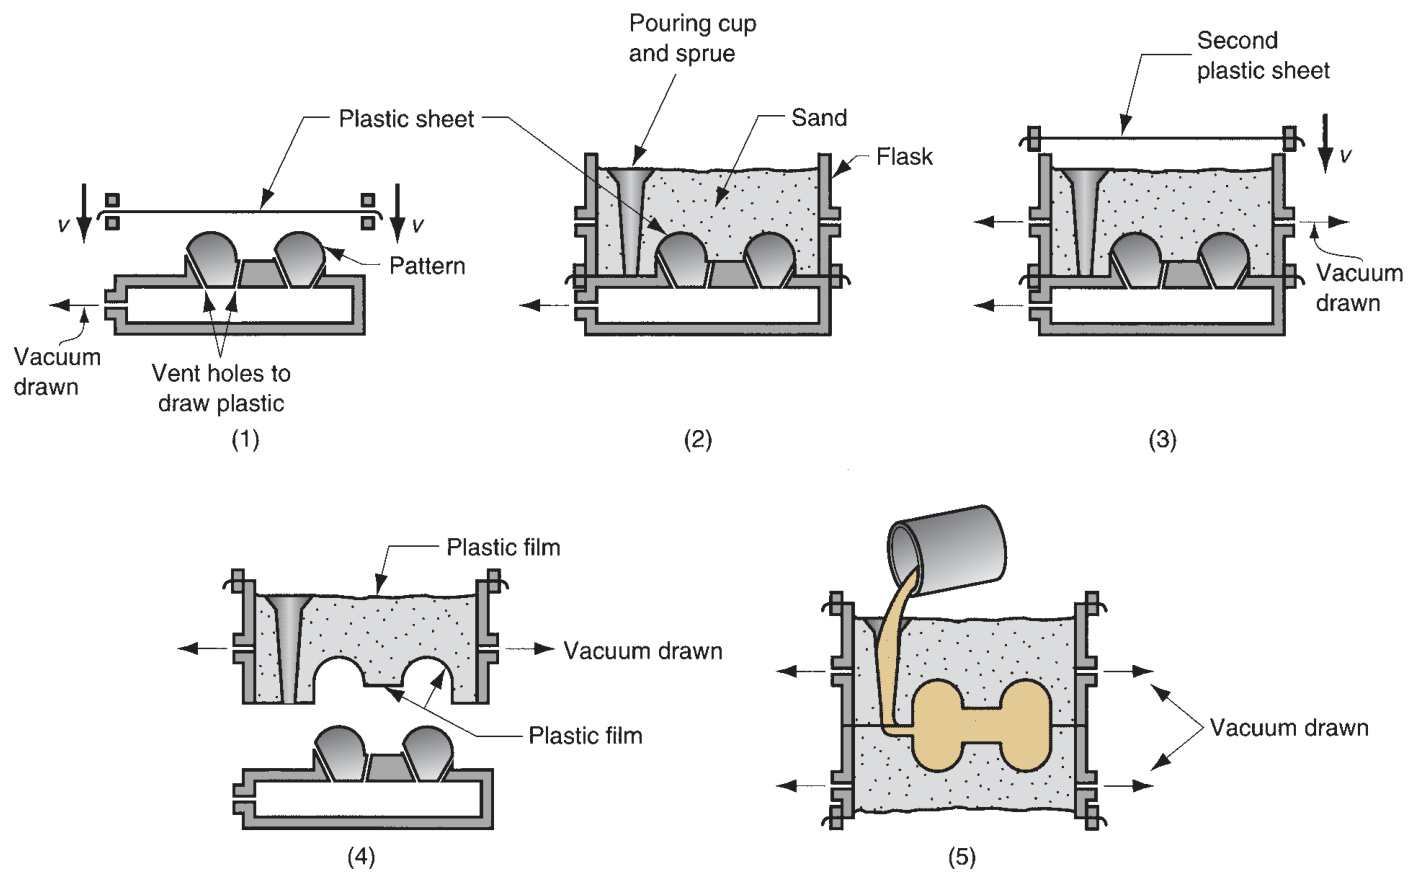 Pouring cup
and sprue
Second
plastic sheet
Plastic sheet
Sand
Flask
v
v
v
Pattern
Vacuum
drawn
Vacuum
drawn
Vent holes to
draw plastic
(1)
(2)
(3)
Plastic film
Vacuum drawn
Plastic film
Vacuum drawn
(4)
(5)